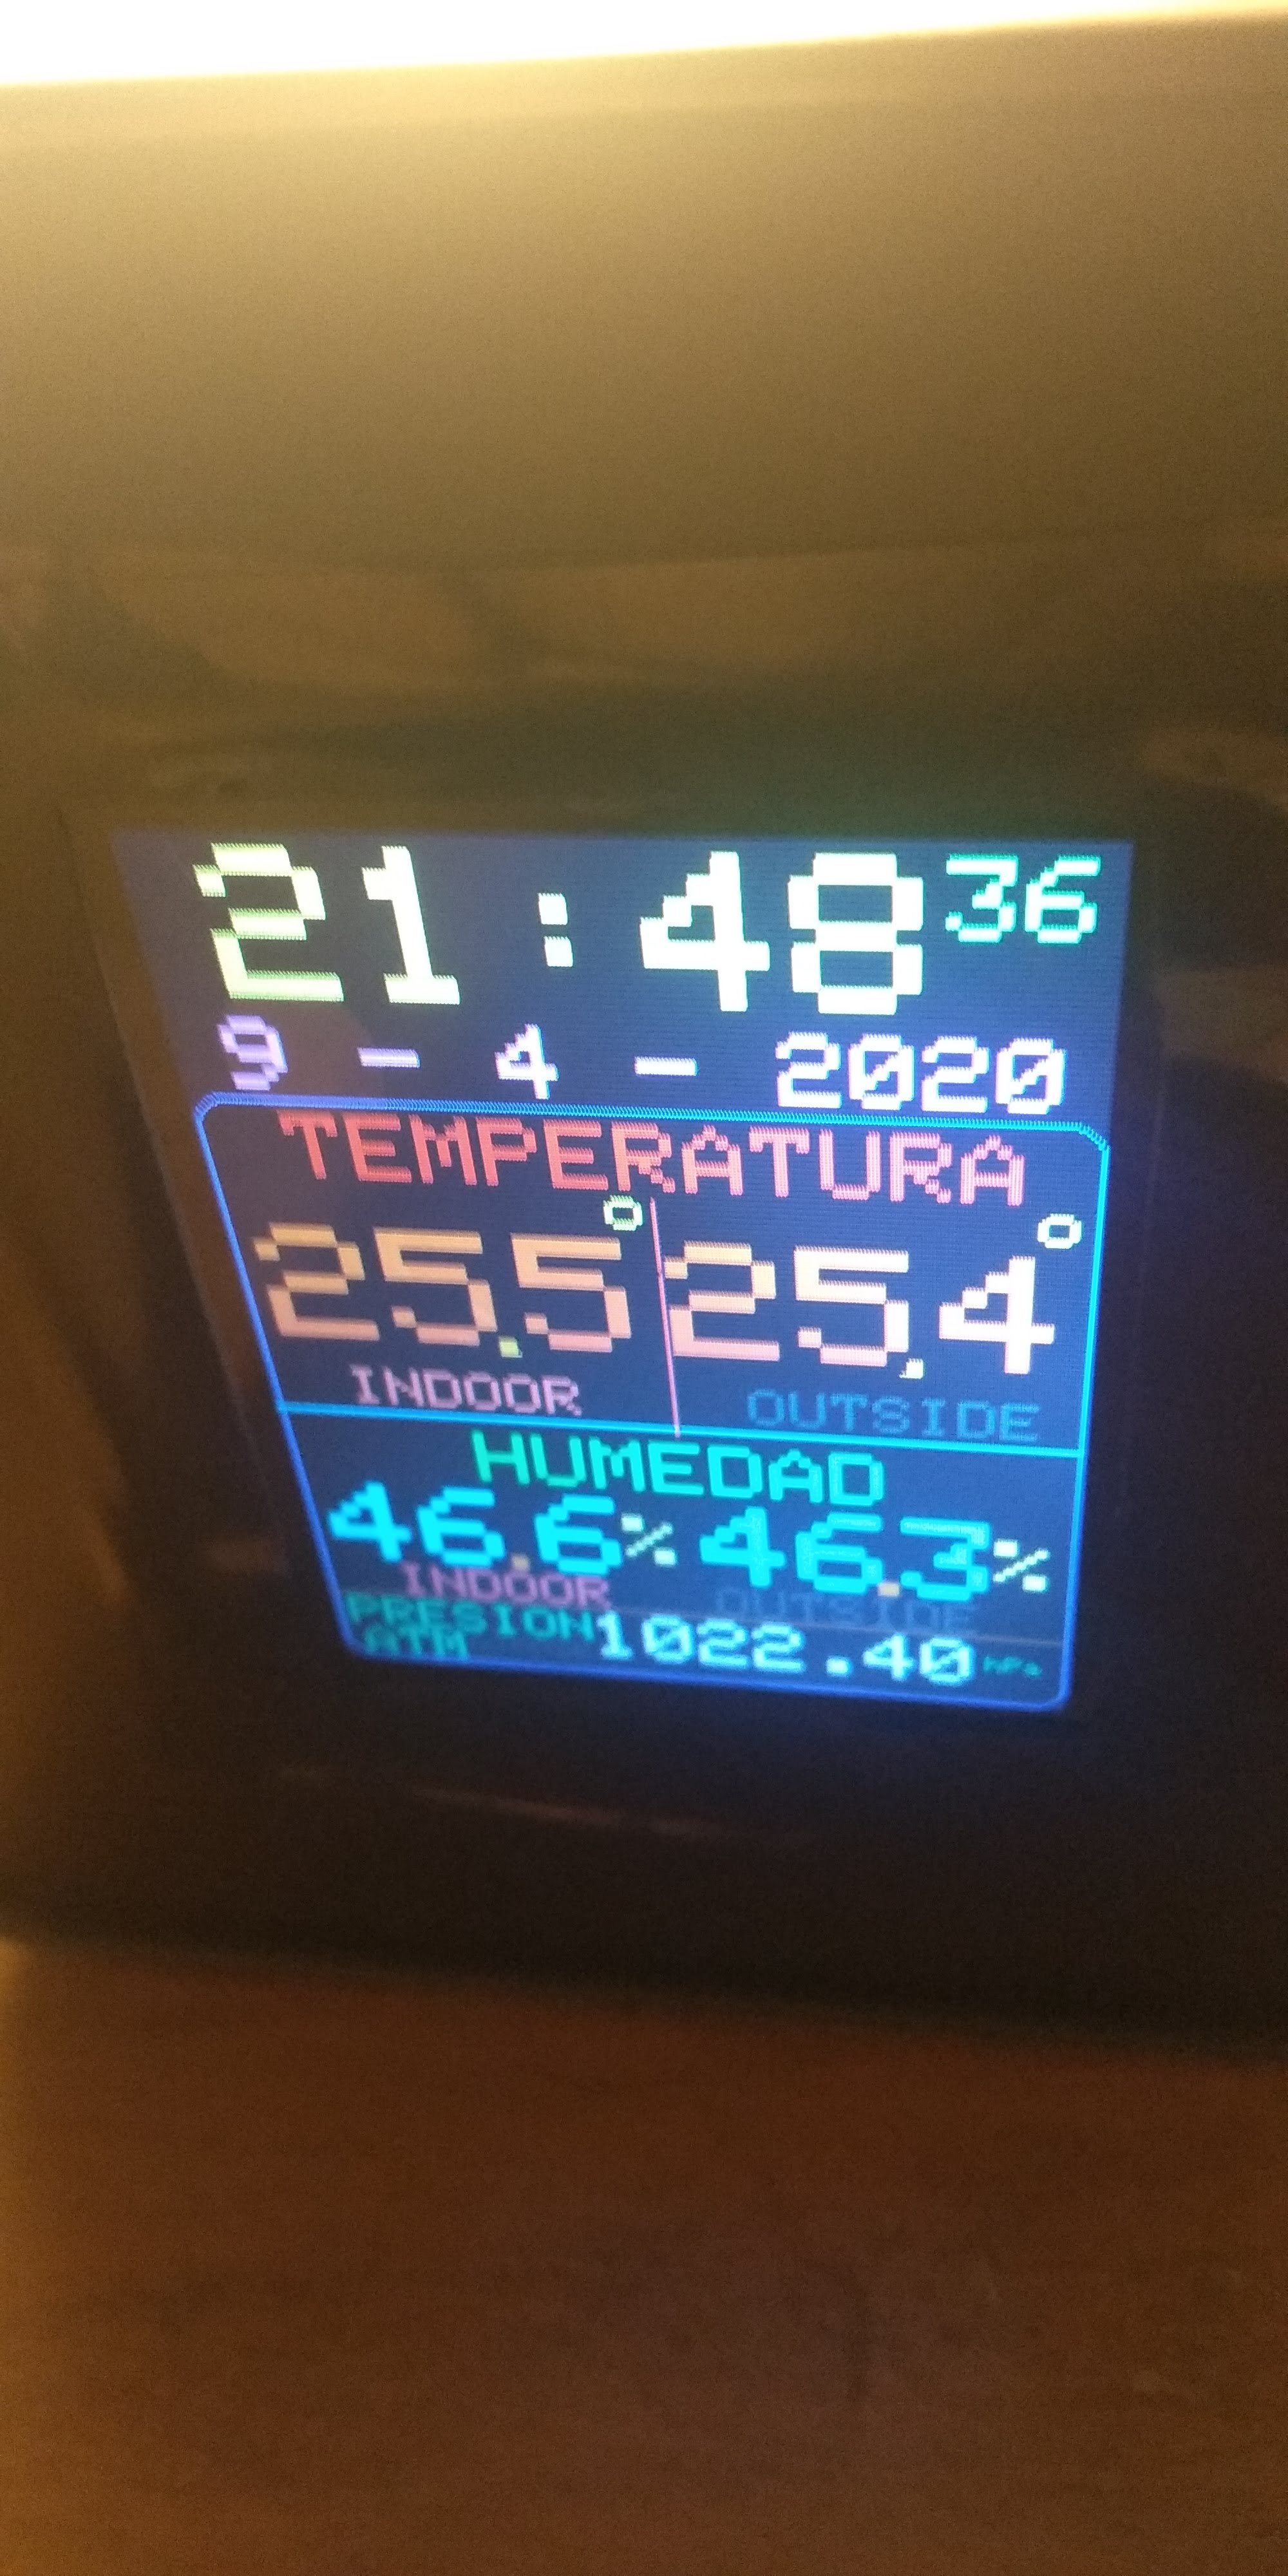 21:48 36
9 - 4 - 2020
TEMPERATURA
25.5° 25.4°
INDOOR OUTSIDE
HUMEDAD
46.6% 46.3%
INDOOR OUTSIDE
PRESION ATM 1022.40 hPa